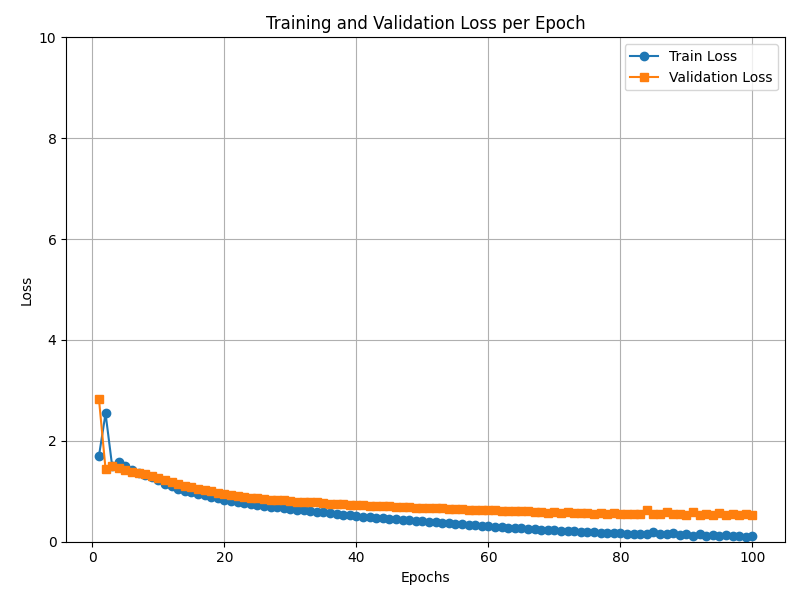 Training and Validation Loss per Epoch
Train Loss
Validation Loss
10
8
6
4
2
0
Loss
0 20 40 60 80 100
Epochs